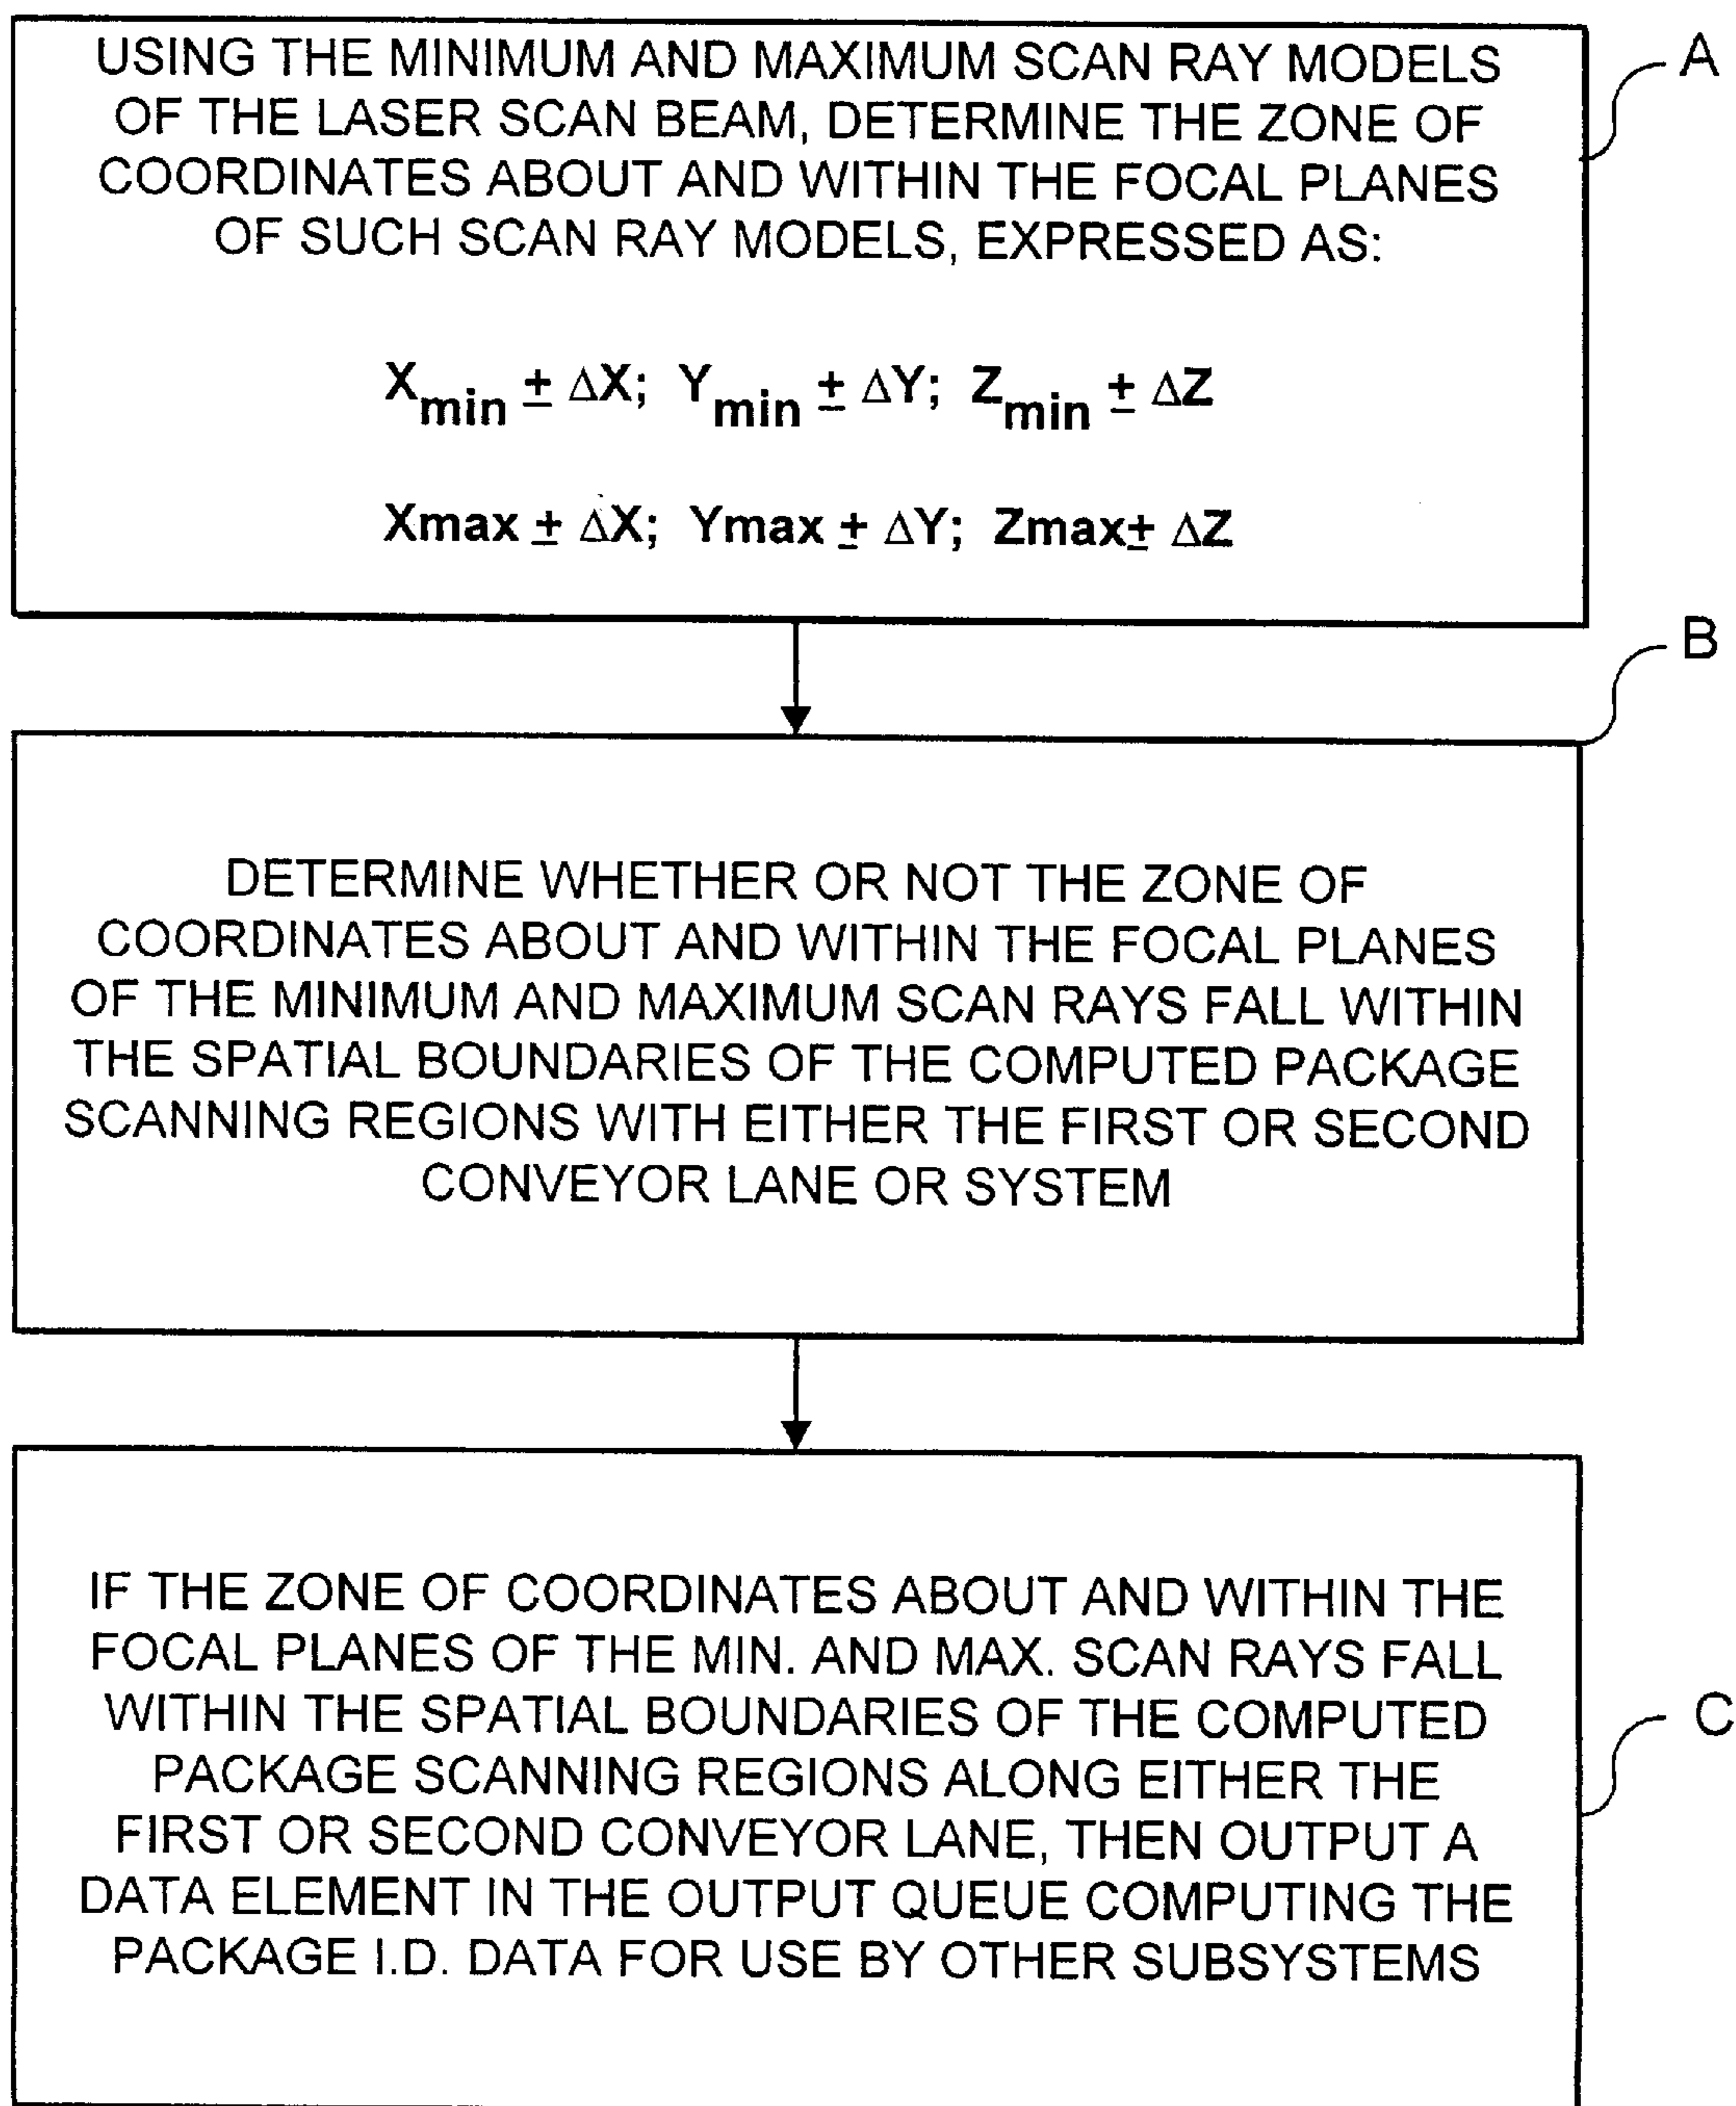 USING THE MINIMUM AND MAXIMUM SCAN RAY MODELS
OF THE LASER SCAN BEAM, DETERMINE THE ZONE OF
COORDINATES ABOUT AND WITHIN THE FOCAL PLANES
OF SUCH SCAN RAY MODELS, EXPRESSED AS:
Xmin ± ΔX; Ymin ± ΔY; Zmin ± ΔZ
Xmax ± ΔX; Ymax ± ΔY; Zmax± ΔZ
A
B
DETERMINE WHETHER OR NOT THE ZONE OF
COORDINATES ABOUT AND WITHIN THE FOCAL PLANES
OF THE MINIMUM AND MAXIMUM SCAN RAYS FALL WITHIN
THE SPATIAL BOUNDARIES OF THE COMPUTED PACKAGE
SCANNING REGIONS WITH EITHER THE FIRST OR SECOND
CONVEYOR LANE OR SYSTEM
IF THE ZONE OF COORDINATES ABOUT AND WITHIN THE
FOCAL PLANES OF THE MIN. AND MAX. SCAN RAYS FALL
WITHIN THE SPATIAL BOUNDARIES OF THE COMPUTED
PACKAGE SCANNING REGIONS ALONG EITHER THE
FIRST OR SECOND CONVEYOR LANE, THEN OUTPUT A
DATA ELEMENT IN THE OUTPUT QUEUE COMPUTING THE
PACKAGE I.D. DATA FOR USE BY OTHER SUBSYSTEMS
C